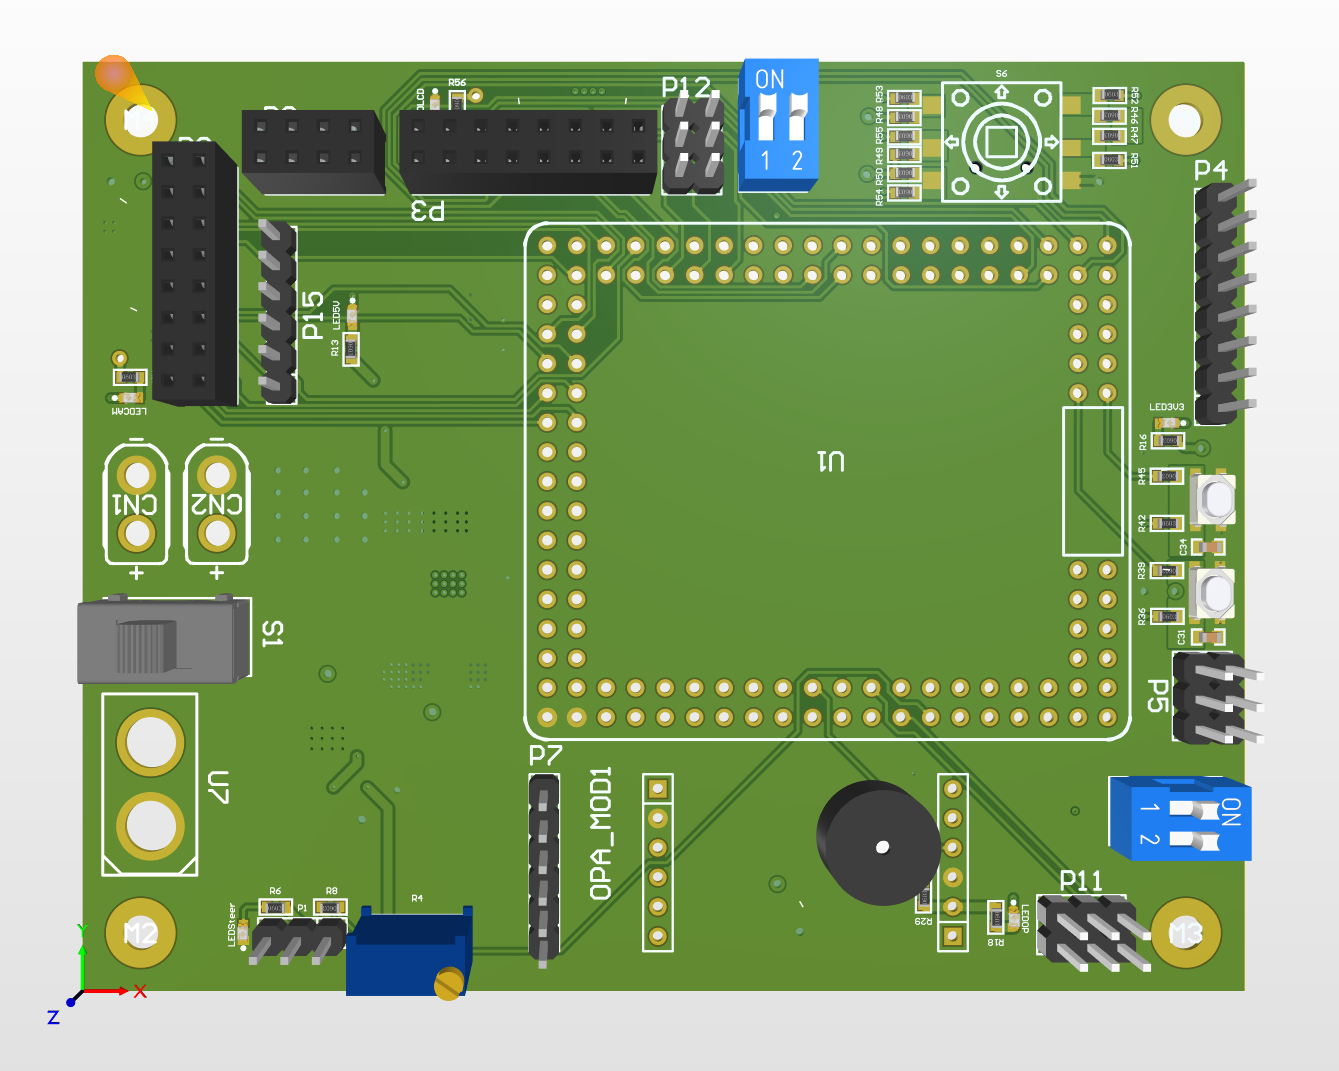 R56
P12
ON
1 2
S6
R53
R48
R55
R49
R50
R54
R52
R46
R47
R51
P4
P3
P15
LED5V
R13
LEDCAM
LED3V3
R16
R45
R42
C34
R39
R36
C31
CN1
CN2
U1
S1
P5
U7
P7
OPA_MOD1
ON
1
2
P11
R6
R8
P1
R4
LEDSteer
R29
R18
LEDOP
M2
M3
Y
X
Z